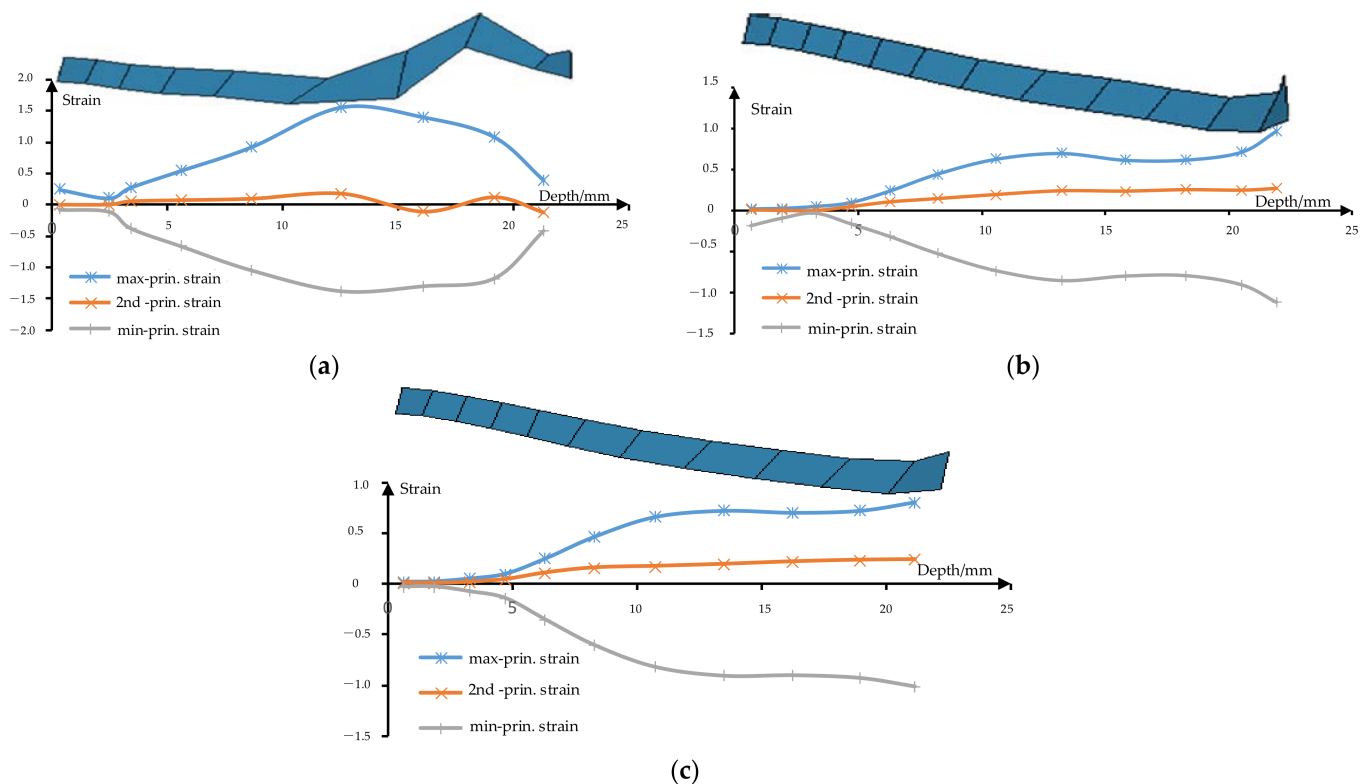 2.0
Strain
1.5
1.0
0.5
Depth/mm
0
0 5 10 15 20 25
−0.5
−1.0
max-prin. strain
−1.5
2nd -prin. strain
−2.0
min-prin. strain
(a)
1.5
Strain
1.0
0.5
Depth/mm
0
0 5 10 15 20 25
−0.5
max-prin. strain
−1.0
2nd -prin. strain
−1.5
min-prin. strain
(b)
1.0
Strain
0.5
Depth/mm
0
0 5 10 15 20 25
−0.5
max-prin. strain
−1.0
2nd -prin. strain
−1.5
min-prin. strain
(c)